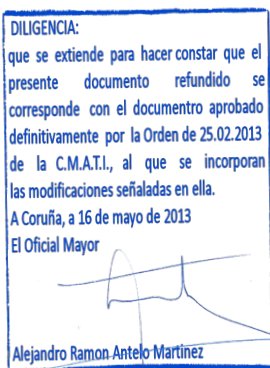 DILIGENCIA:
que se extiende para hacer constar que el
presente documento refundido se
corresponde con el documentro aprobado
definitivamente por la Orden de 25.02.2013
de la C.M.A.T.I., al que se incorporan
las modificaciones señaladas en ella.
A Coruña, a 16 de mayo de 2013
El Oficial Mayor
Alejandro Ramon Antelo Martinez